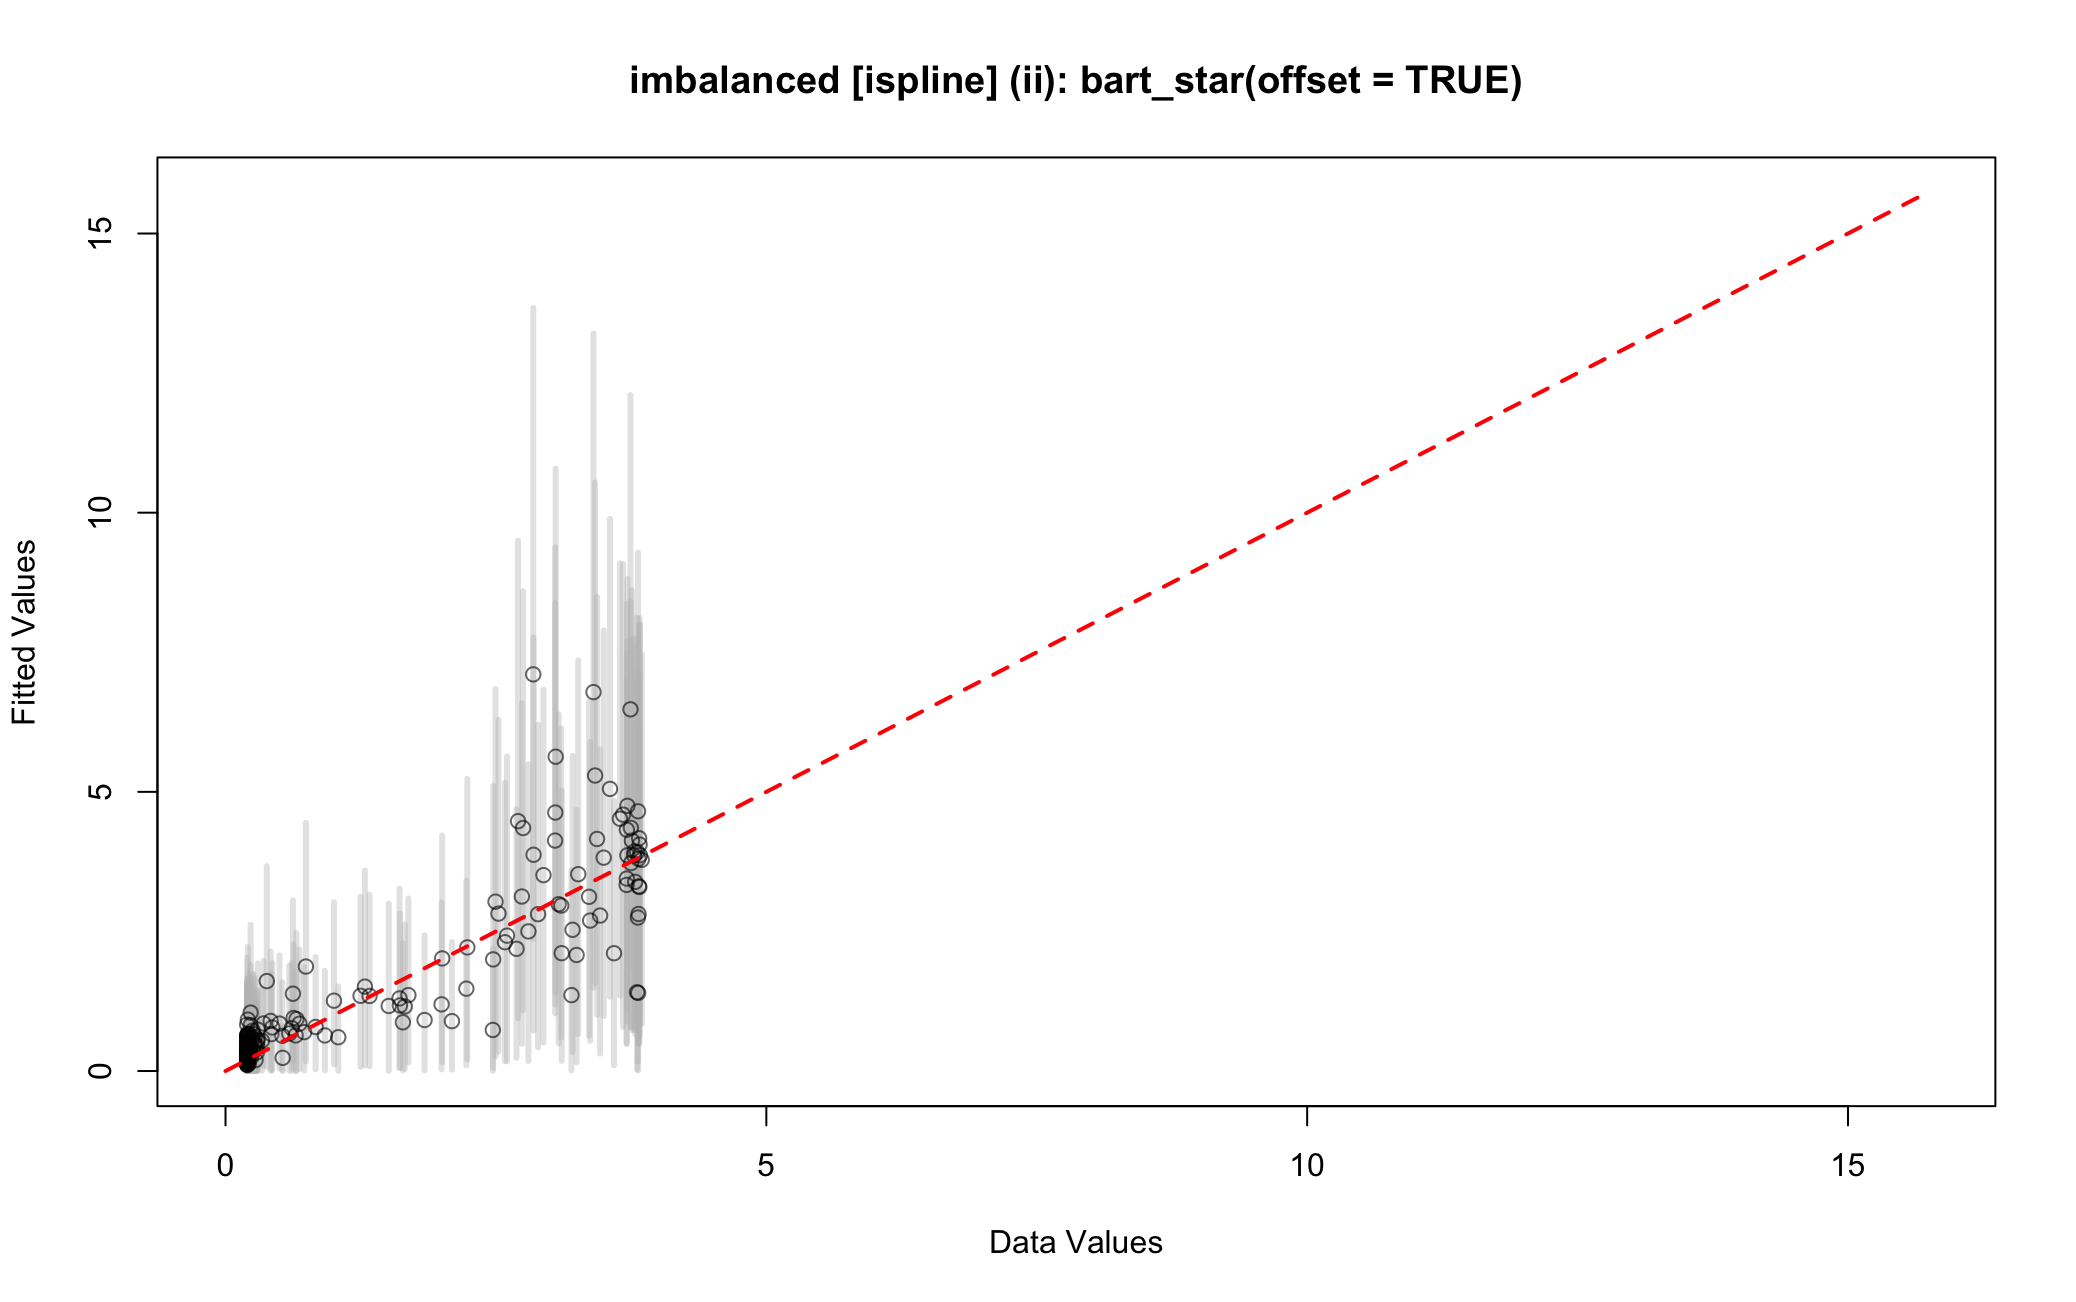 imbalanced [ispline] (ii): bart_star(offset = TRUE)
15
10
5
0
Fitted Values
0 5 10 15
Data Values